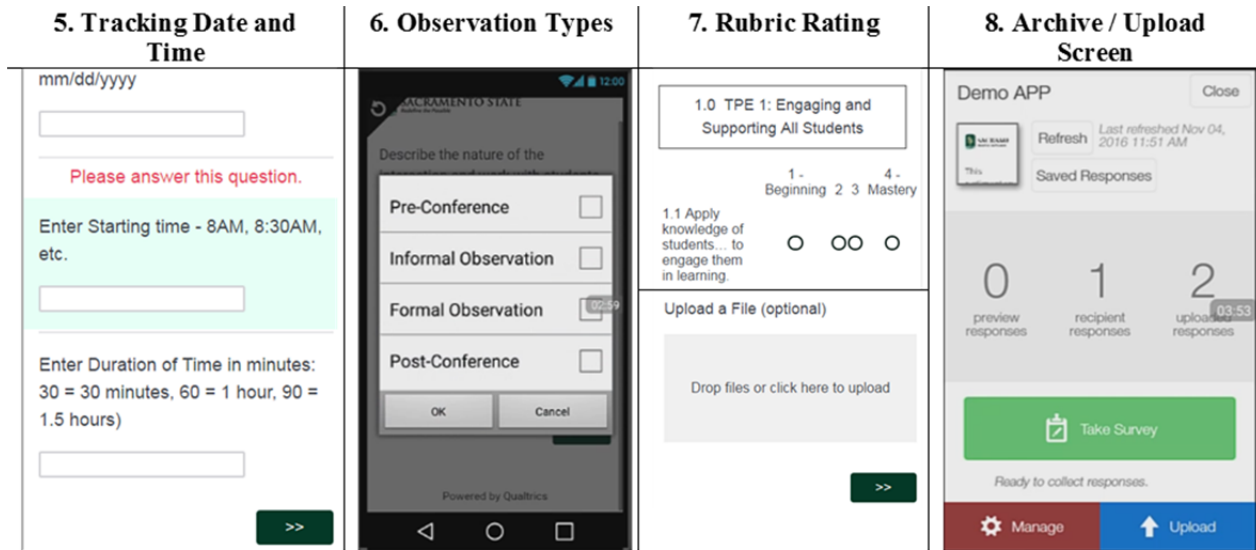 5. Tracking Date and
Time
mm/dd/yyyy
Please answer this question.
Enter Starting time - 8AM, 8:30AM,
etc.
Enter Duration of Time in minutes:
30 = 30 minutes, 60 = 1 hour, 90 =
1.5 hours)
>>
6. Observation Types
12:00
SACRAMENTO STATE
Describe the nature of the
Pre-Conference
Informal Observation
Formal Observation
02:59
Post-Conference
OK Cancel
Powered by Qualtrics
7. Rubric Rating
1.0 TPE 1: Engaging and
Supporting All Students
1 - 4 -
Beginning 2 3 Mastery
1.1 Apply
knowledge of
students... to
engage them
in learning.
Upload a File (optional)
Drop files or click here to upload
>>
8. Archive / Upload
Screen
Demo APP Close
This
Refresh Last refreshed Nov 04,
2016 11:51 AM
Saved Responses
0 1 2
03:53
preview recipient
responses responses responses
Take Survey
Ready to collect responses.
Manage Upload